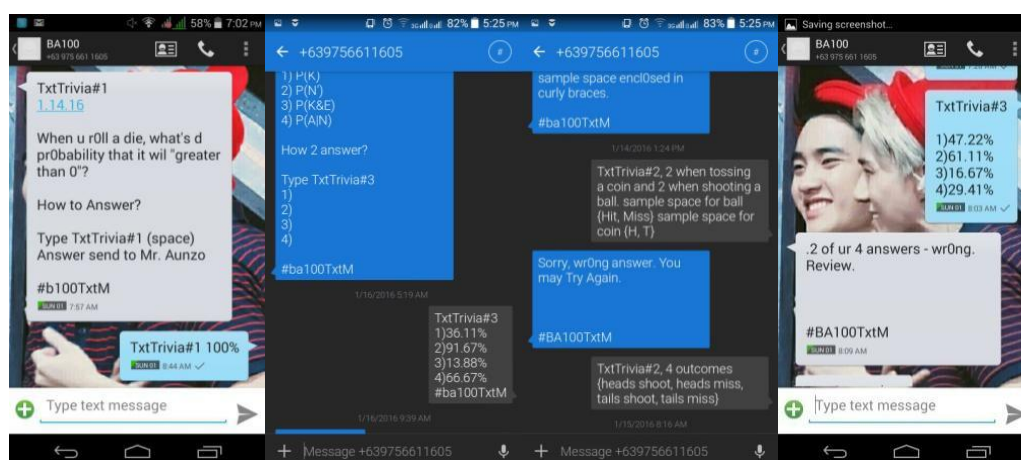 58% 7:02 PM
BA100
+63 975 661 1605
TxtTrivia#1
1.14.16
When u r0ll a die, what's d
pr0bability that it wil "greater
than 0"?
How to Answer?
Type TxtTrivia#1 (space)
Answer send to Mr. Aunzo
#b100TxtM
SUN 01 7:57 AM
TxtTrivia#1 100%
SUN 01 8:44 AM
Type text message
82% 5:25 PM
+639756611605
#
1) P(K)
2) P(N')
3) P(K&E)
4) P(A|N)
How 2 answer?
Type TxtTrivia#3
1)
2)
3)
4)
#ba100TxtM
1/16/2016 5:19 AM
TxtTrivia#3
1)36.11%
2)91.67%
3)13.88%
4)66.67%
#ba100TxtM
1/16/2016 9:39 AM
Message +639756611605
83% 5:25 PM
+639756611605
#
sample space encl0sed in
curly braces.
#ba100TxtM
1/14/2016 1:24 PM
TxtTrivia#2, 2 when tossing
a coin and 2 when shooting a
ball. sample space for ball
{Hit, Miss} sample space for
coin {H, T}
Sorry, wr0ng answer. You
may Try Again.
#BA100TxtM
TxtTrivia#2, 4 outcomes
{heads shoot, heads miss,
tails shoot, tails miss}
1/15/2016 8:16 AM
Message +639756611605
Saving screenshot...
BA100
+63 975 661 1605
TxtTrivia#3
1)47.22%
2)61.11%
3)16.67%
4)29.41%
SUN 01 8:03 AM
.2 of ur 4 answers - wr0ng.
Review.
#BA100TxtM
SUN 01 8:09 AM
Type text message